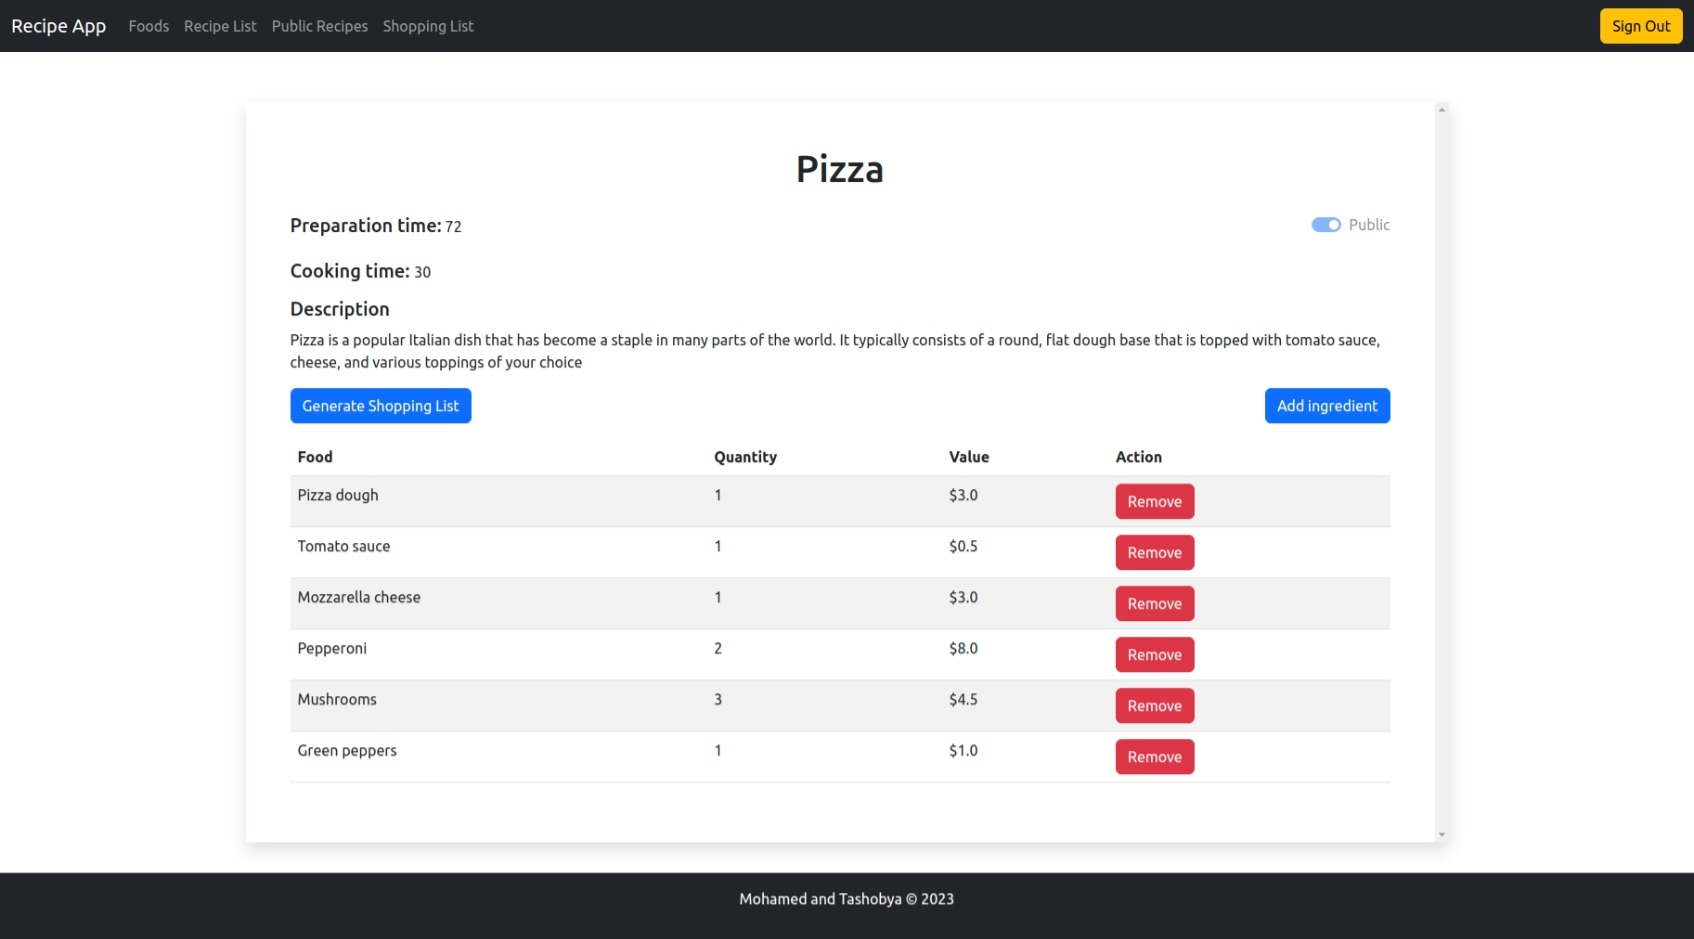 Recipe App Foods Recipe List Public Recipes Shopping List Sign Out
Pizza
Preparation time: 72 Public
Cooking time: 30
Description
Pizza is a popular Italian dish that has become a staple in many parts of the world. It typically consists of a round, flat dough base that is topped with tomato sauce,
cheese, and various toppings of your choice
Generate Shopping List Add ingredient
Food Quantity Value Action
Pizza dough 1 $3.0 Remove
Tomato sauce 1 $0.5 Remove
Mozzarella cheese 1 $3.0 Remove
Pepperoni 2 $8.0 Remove
Mushrooms 3 $4.5 Remove
Green peppers 1 $1.0 Remove
Mohamed and Tashobya © 2023